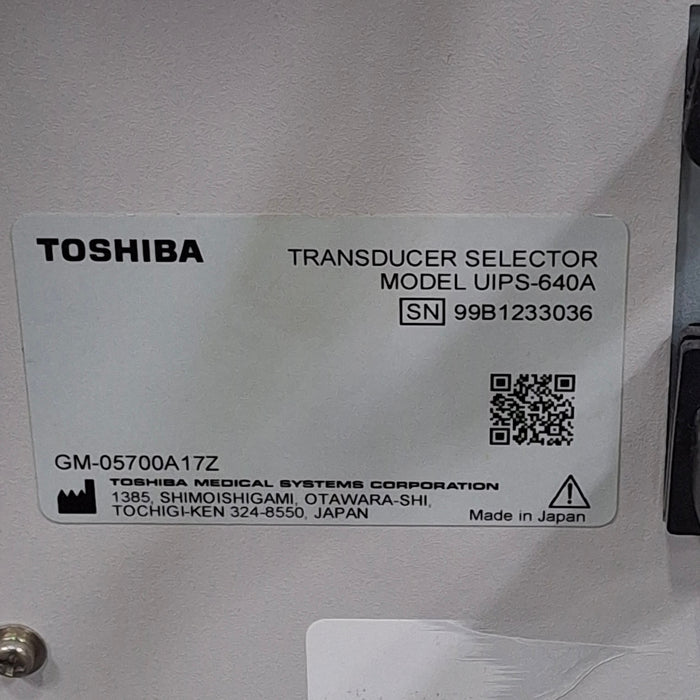 TOSHIBA
TRANSDUCER SELECTOR
MODEL UIPS-640A
SN 99B1233036
GM-05700A17Z
TOSHIBA MEDICAL SYSTEMS CORPORATION
1385, SHIMOISHIGAMI, OTAWARA-SHI,
TOCHIGI-KEN 324-8550, JAPAN
Made in Japan